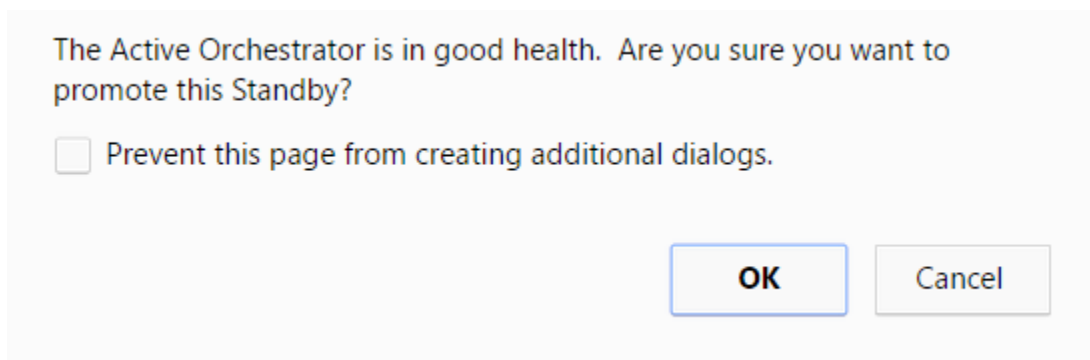 The Active Orchestrator is in good health.  Are you sure you want to
promote this Standby?
Prevent this page from creating additional dialogs.
OK
Cancel